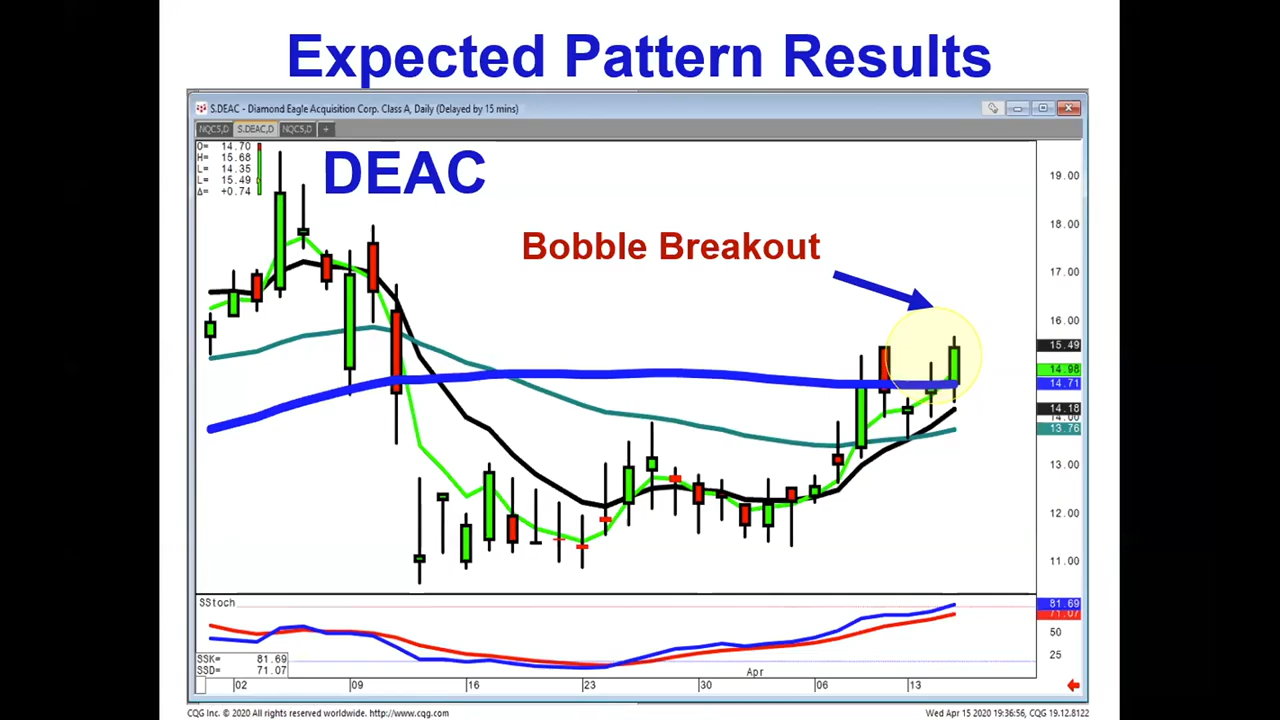 Expected Pattern Results
S.DEAC - Diamond Eagle Acquisition Corp. Class A, Daily (Delayed by 15 mins)
NQC5,D S.DEAC,D NQC5,D +
O= 14.70
H= 15.68
L= 14.35
L= 15.49
Δ= +0.74
DEAC
Bobble Breakout
19.00
18.00
17.00
16.00
15.49
14.98
14.71
14.18
14.00
13.76
13.00
12.00
11.00
SStoch
81.69
71.07
50
25
SSK= 81.69
SSD= 71.07
Apr
02 09 16 23 30 06 13
CQG Inc. © 2020 All rights reserved worldwide. http://www.cqg.com
Wed Apr 15 2020 19:36:56, CQG 19.12.8122